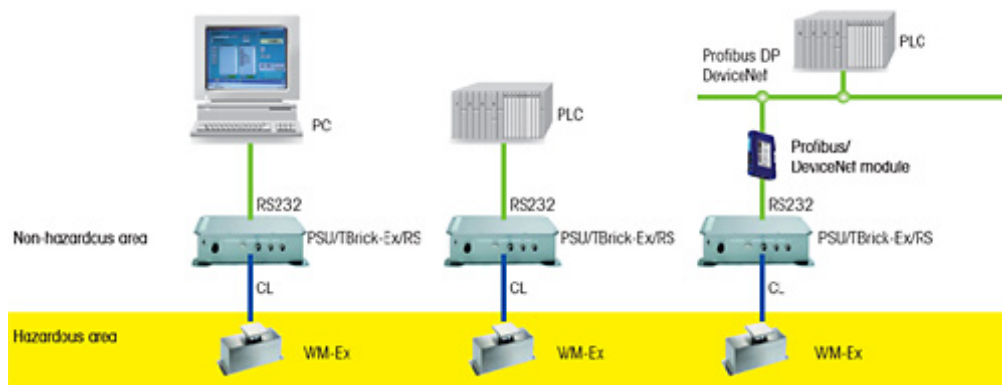 PLC
Profibus DP
DeviceNet
PC
PLC
Profibus/
DeviceNet module
RS232
RS232
RS232
Non-hazardous area
PSU/TBrick-Ex/RS
PSU/TBrick-Ex/RS
PSU/TBrick-Ex/RS
CL
CL
CL
Hazardous area
WM-Ex
WM-Ex
WM-Ex